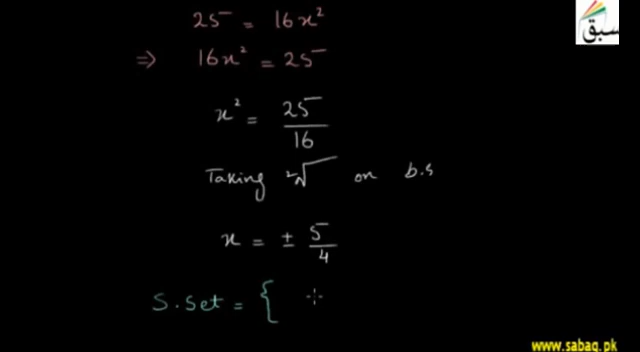 سبق
25 = 16x²
⇒ 16x² = 25
x² = 25/16
Taking ²√ on b.s
x = ± 5/4
S.Set = {
www.sabaq.pk